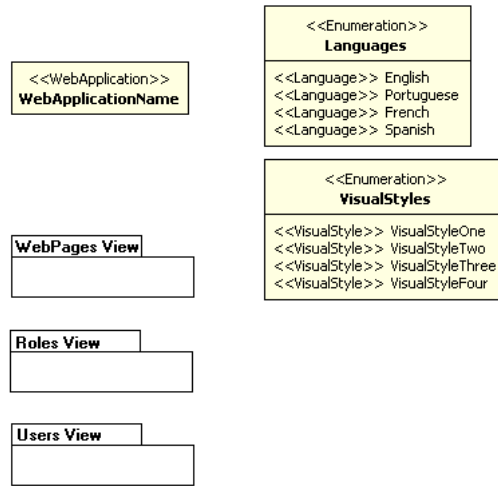 <<WebApplication>>
WebApplicationName
<<Enumeration>>
Languages
<<Language>> English
<<Language>> Portuguese
<<Language>> French
<<Language>> Spanish
<<Enumeration>>
VisualStyles
<<VisualStyle>> VisualStyleOne
<<VisualStyle>> VisualStyleTwo
<<VisualStyle>> VisualStyleThree
<<VisualStyle>> VisualStyleFour
WebPages View
Roles View
Users View